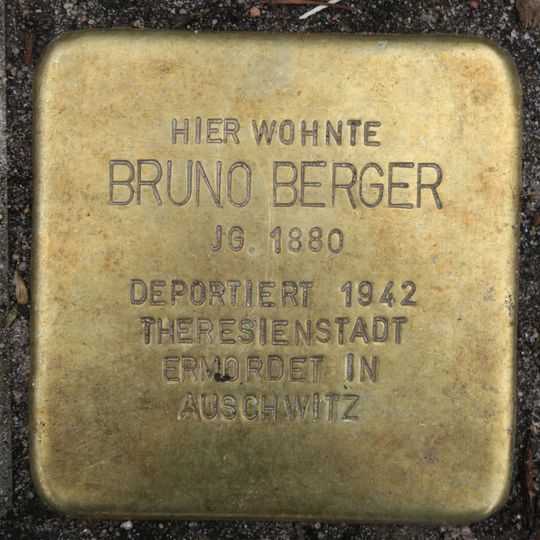 HIER WOHNTE
BRUNO BERGER
JG. 1880
DEPORTIERT 1942
THERESIENSTADT
ERMORDET IN
AUSCHWITZ